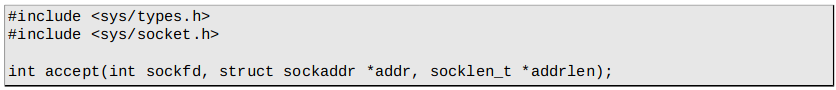 #include <sys/types.h>
#include <sys/socket.h>
int accept(int sockfd, struct sockaddr *addr, socklen_t *addrlen);